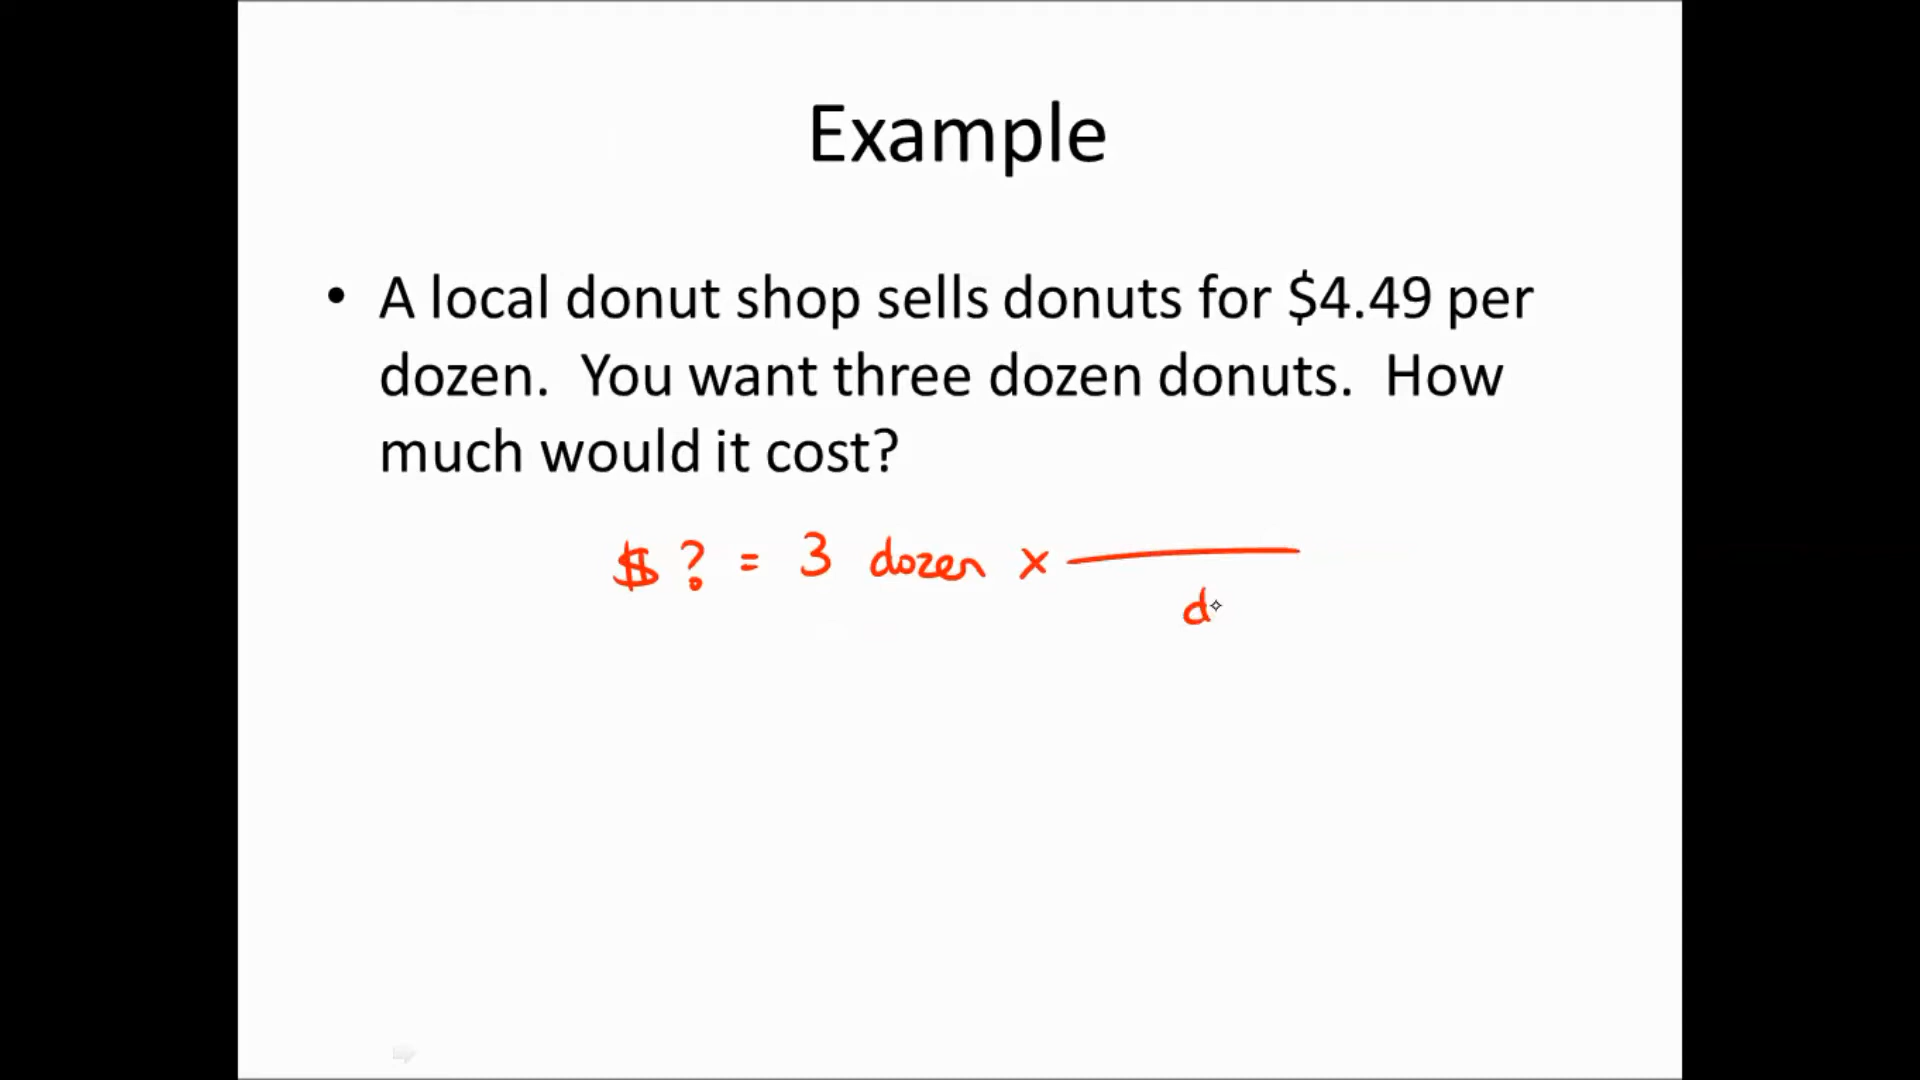 Example
• A local donut shop sells donuts for $4.49 per
dozen. You want three dozen donuts. How
much would it cost?
$ ? = 3 dozen x
d